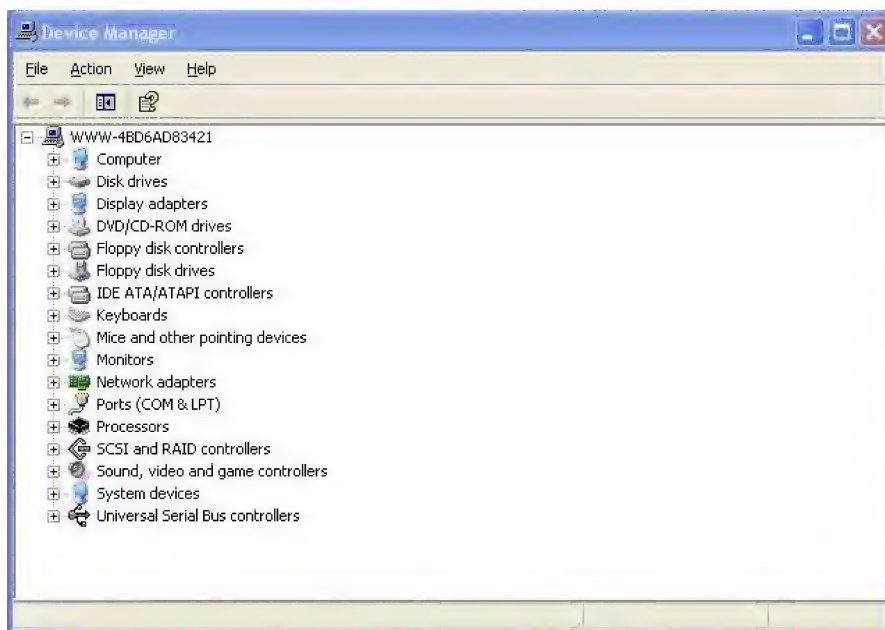 Device Manager
File Action View Help
WWW-4BD6AD83421
Computer
Disk drives
Display adapters
DVD/CD-ROM drives
Floppy disk controllers
Floppy disk drives
IDE ATA/ATAPI controllers
Keyboards
Mice and other pointing devices
Monitors
Network adapters
Ports (COM & LPT)
Processors
SCSI and RAID controllers
Sound, video and game controllers
System devices
Universal Serial Bus controllers